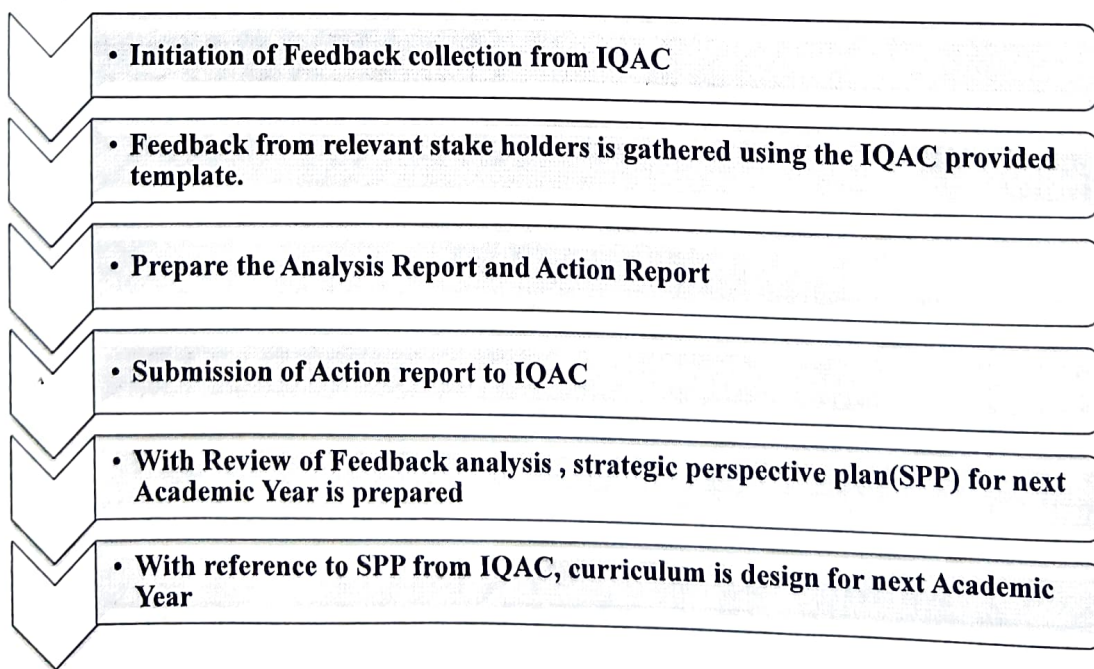 • Initiation of Feedback collection from IQAC
• Feedback from relevant stake holders is gathered using the IQAC provided
template.
• Prepare the Analysis Report and Action Report
• Submission of Action report to IQAC
• With Review of Feedback analysis , strategic perspective plan(SPP) for next
Academic Year is prepared
• With reference to SPP from IQAC, curriculum is design for next Academic
Year